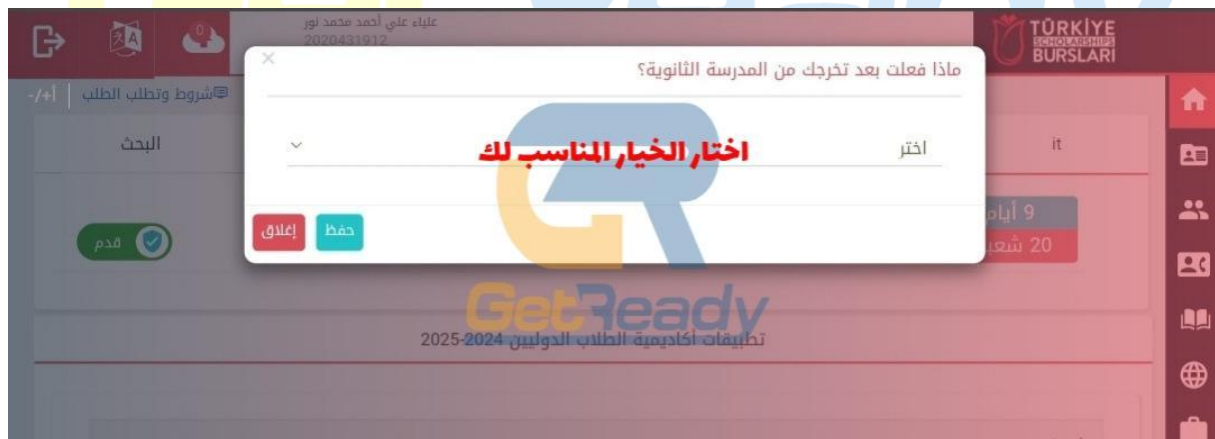 علياء علي أحمد محمد نور
2020431912
TÜRKİYE
SCHOLARSHIPS
BURSLARI
0
A
×
ماذا فعلت بعد تخرجك من المدرسة الثانوية؟
شروط وتطلب الطلب | أ+/-
it
اختر
اختار الخيار المناسب لك
البحث
9 أيام
20 شعب
حفظ
إغلاق
قدم
GetReady
تطبيقات أكاديمية الطلاب الدوليين 2024-2025